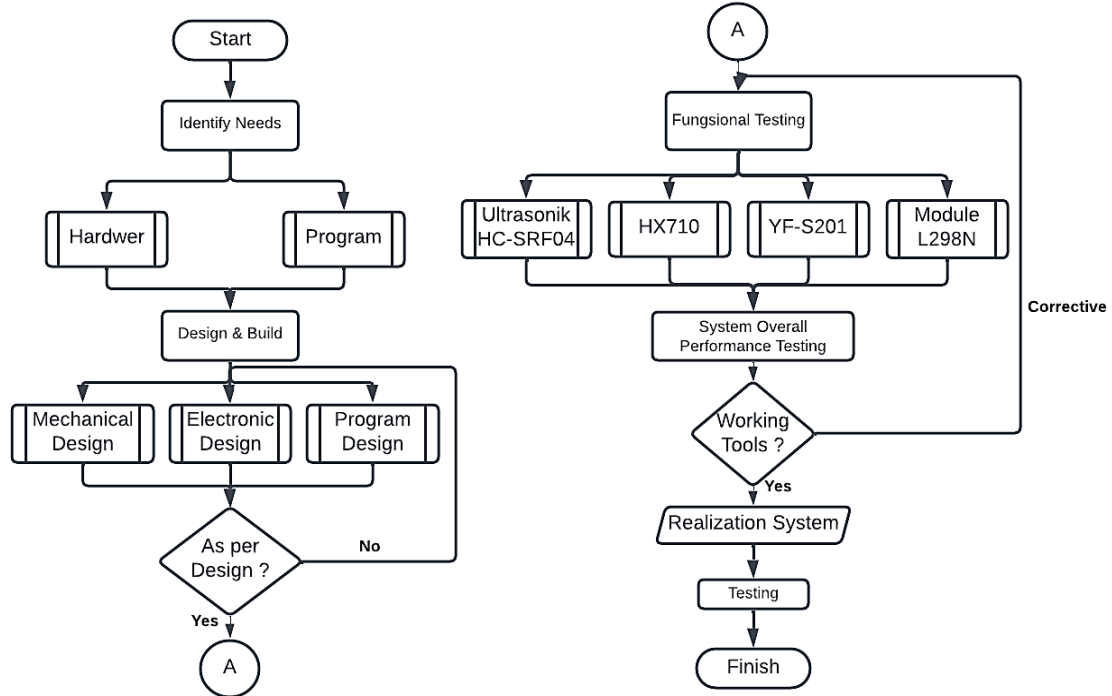 Start
Identify Needs
Hardwer
Program
Design & Build
Mechanical
Design
Electronic
Design
Program
Design
As per
Design ?
No
Yes
A
A
Fungsional Testing
Ultrasonik
HC-SRF04
HX710
YF-S201
Module
L298N
Corrective
System Overall
Performance Testing
Working
Tools ?
Yes
Realization System
Testing
Finish